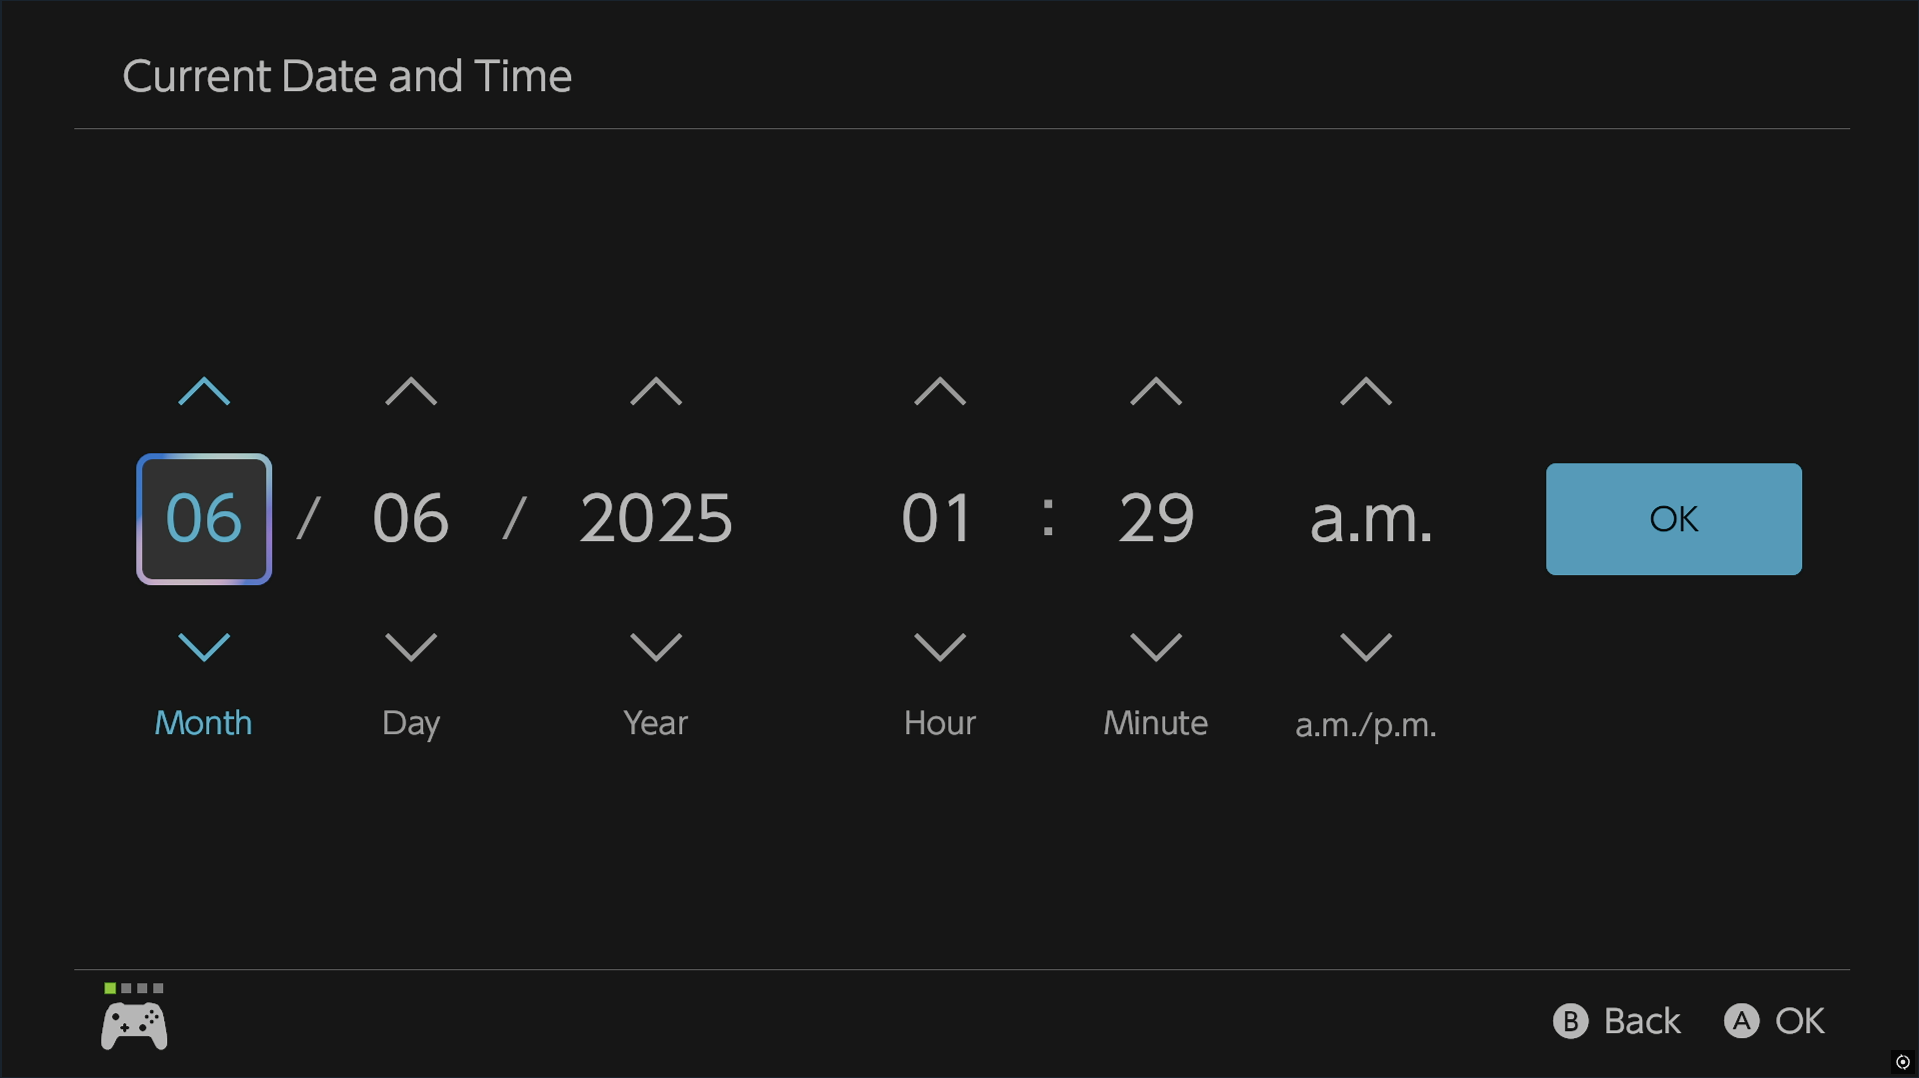 Current Date and Time
06 / 06 / 2025 01 : 29 a.m. OK
Month Day Year Hour Minute a.m./p.m.
B Back A OK